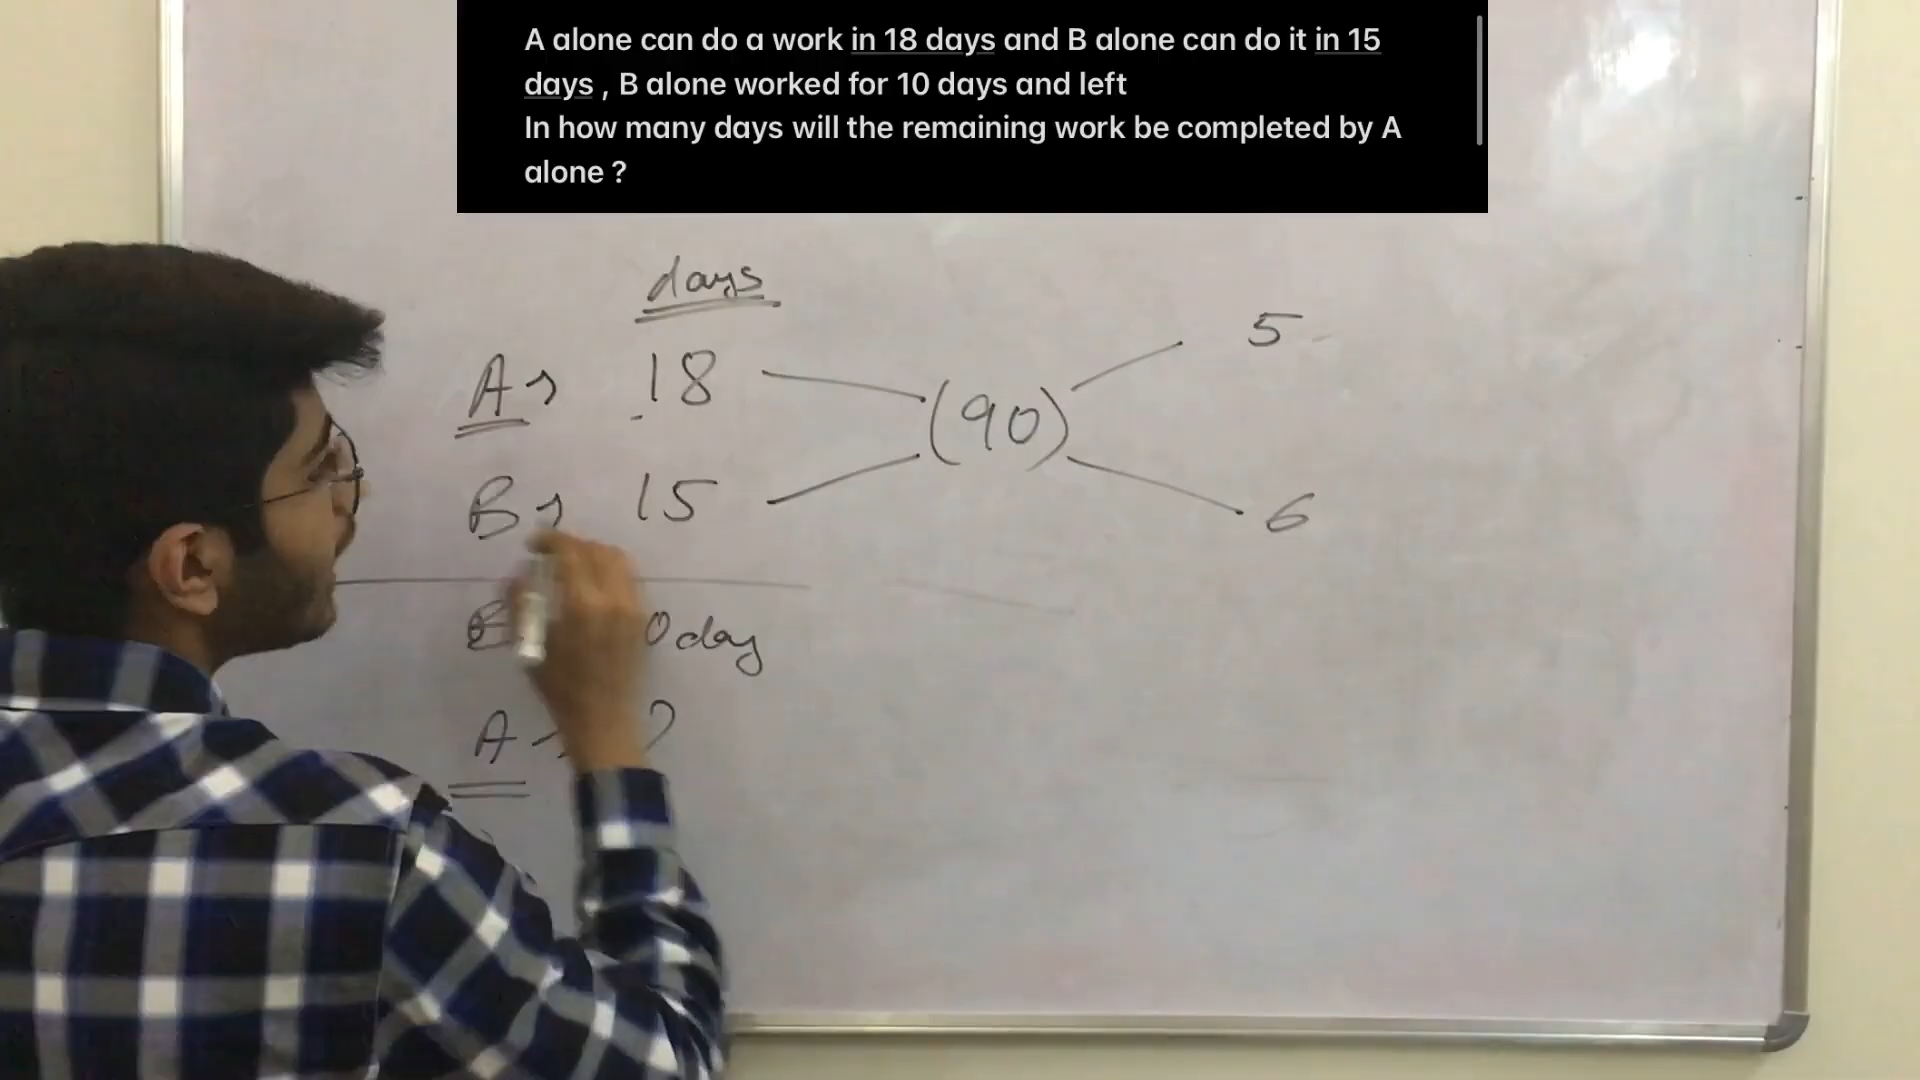 A alone can do a work in 18 days and B alone can do it in 15
days , B alone worked for 10 days and left
In how many days will the remaining work be completed by A
alone ?
days
A → 18 (90) 5
B → 15 6
B 0 day
A → ?